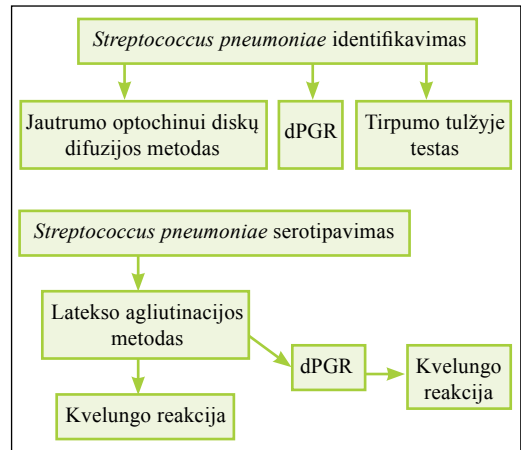 Streptococcus pneumoniae identifikavimas
Jautrumo optochinui diskų
difuzijos metodas
dPGR
Tirpumo tulžyje
testas
Streptococcus pneumoniae serotipavimas
Latekso agliutinacijos
metodas
dPGR
Kvelungo
reakcija
Kvelungo reakcija